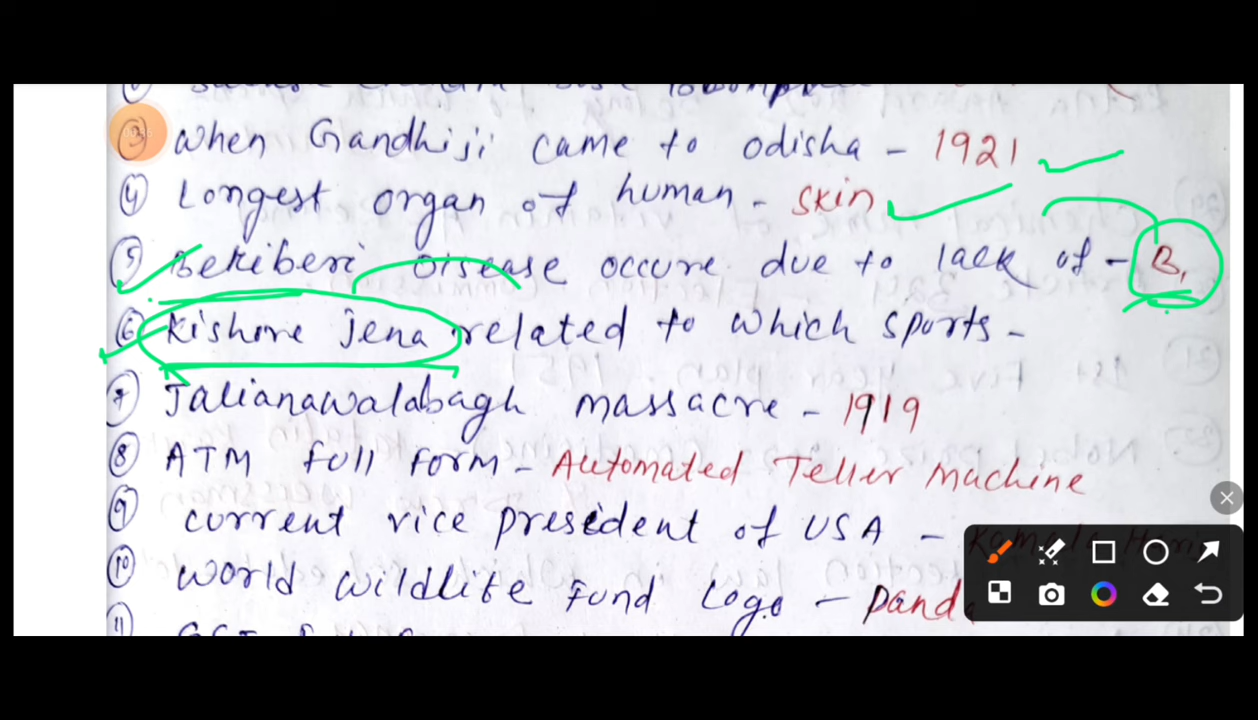 ③ When Gandhiji came to odisha - 1921
④ Longest organ of human - skin
⑤ Beriberi Disease occure due to lack of - B₁
⑥ Kishore jena related to which sports -
⑦ Jalianawalabagh massacre - 1919
⑧ ATM full form - Automated Teller Machine
⑨ current vice president of USA -
⑩ world wildlife Fund Logo - panda